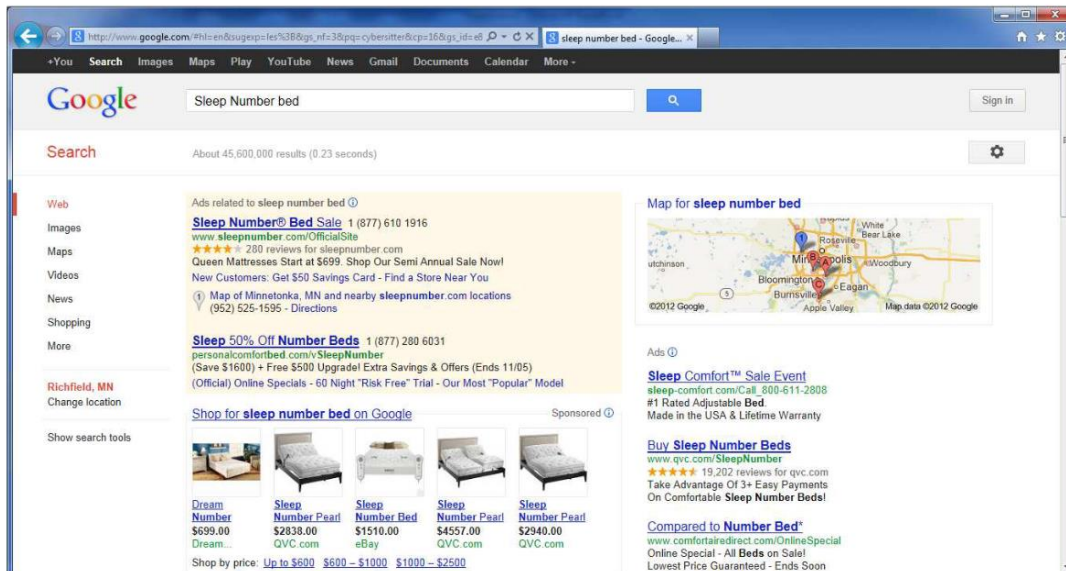 http://www.google.com/#hl=en&sugexp=les%3B&gs_nf=3&pq=cybersitter&cp=16&gs_id=e8
sleep number bed - Google...
+You Search Images Maps Play YouTube News Gmail Documents Calendar More
Google
Sleep Number bed
Sign in
Search
About 45,600,000 results (0.23 seconds)
Web
Images
Maps
Videos
News
Shopping
More
Richfield, MN
Change location
Show search tools
Ads related to sleep number bed
Sleep Number® Bed Sale 1 (877) 610 1916
www.sleepnumber.com/OfficialSite
280 reviews for sleepnumber.com
Queen Mattresses Start at $699. Shop Our Semi Annual Sale Now!
New Customers: Get $50 Savings Card - Find a Store Near You
1 Map of Minnetonka, MN and nearby sleepnumber.com locations
(952) 525-1595 - Directions
Sleep 50% Off Number Beds 1 (877) 280 6031
personalcomfortbed.com/vSleepNumber
(Save $1600) + Free $500 Upgrade! Extra Savings & Offers (Ends 11/05)
(Official) Online Specials - 60 Night "Risk Free" Trial - Our Most "Popular" Model
Shop for sleep number bed on Google
Sponsored
Dream Number
$699.00
Dream...
Sleep Number Pearl
$2838.00
QVC.com
Sleep Number Bed
$1510.00
eBay
Sleep Number Pearl
$4557.00
QVC.com
Sleep Number Pearl
$2940.00
QVC.com
Shop by price: Up to $600 $600 – $1000 $1000 – $2500
Map for sleep number bed
White
Bear Lake
1
Roseville
utchinson
B
A
Woodbury
Bloomington
C
Eagan
5
Burnsville
Apple Valley
©2012 Google
Map data ©2012 Google
Ads
Sleep Comfort™ Sale Event
sleep-comfort.com/Call_800-611-2808
#1 Rated Adjustable Bed.
Made in the USA & Lifetime Warranty
Buy Sleep Number Beds
www.qvc.com/SleepNumber
19,202 reviews for qvc.com
Take Advantage Of 3+ Easy Payments
On Comfortable Sleep Number Beds!
Compared to Number Bed*
www.comfortairedirect.com/OnlineSpecial
Online Special - All Beds on Sale!
Lowest Price Guaranteed - Ends Soon